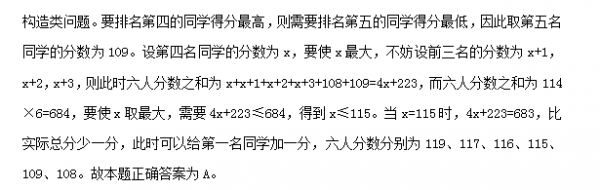 构造类问题。要排名第四的同学得分最高，则需要排名第五的同学得分最低，因此取第五名
同学的分数为 109。设第四名同学的分数为 x，要使 x 最大，不妨设前三名的分数为 x+1，
x+2，x+3，则此时六人分数之和为 x+x+1+x+2+x+3+108+109=4x+223，而六人分数之和为 114
×6=684，要使 x 取最大，需要 4x+223≤684，得到 x≤115。当 x=115 时，4x+223=683，比
实际总分少一分，此时可以给第一名同学加一分，六人分数分别为 119、117、116、115、
109、108。故本题正确答案为 A。